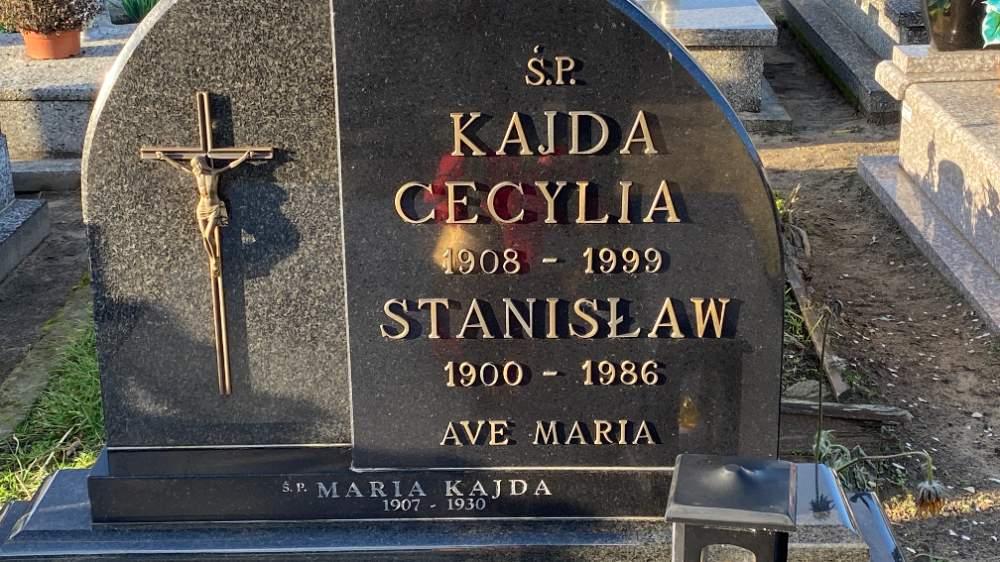 Ś.P.
KAJDA
CECYLIA
1908 - 1999
STANISŁAW
1900 - 1986
AVE MARIA
Ś.P. MARIA KAJDA
1907 - 1930